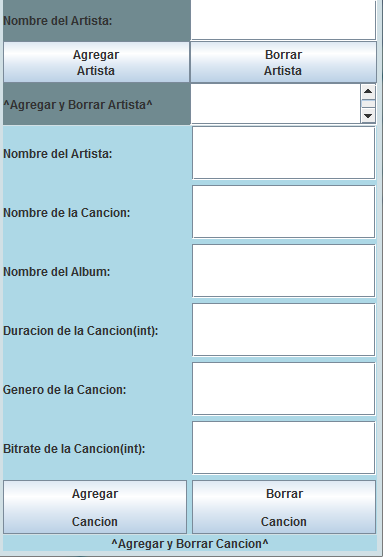 Nombre del Artista:
Agregar Borrar
Artista Artista
^Agregar y Borrar Artista^
Nombre del Artista:
Nombre de la Cancion:
Nombre del Album:
Duracion de la Cancion(int):
Genero de la Cancion:
Bitrate de la Cancion(int):
Agregar Borrar
Cancion Cancion
^Agregar y Borrar Cancion^